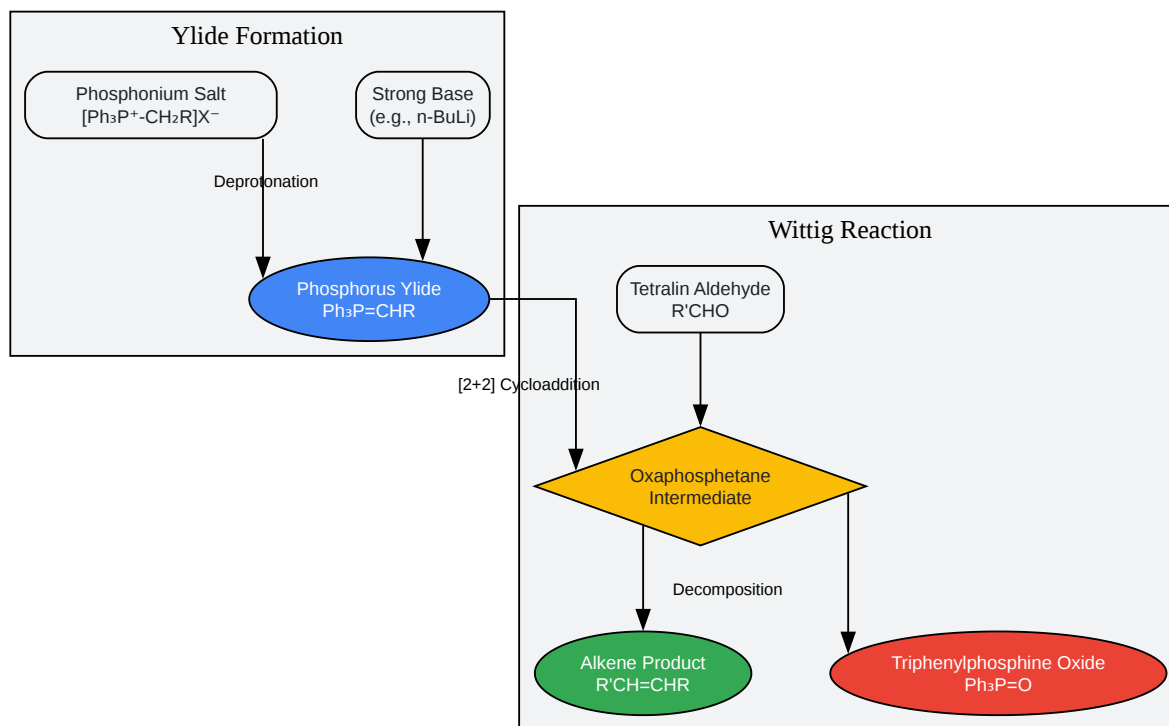 Ylide Formation
Phosphonium Salt
[Ph₃P⁺-CH₂R]X⁻
Strong Base
(e.g., n-BuLi)
Deprotonation
Phosphorus Ylide
Ph₃P=CHR
Wittig Reaction
Tetralin Aldehyde
R'CHO
[2+2] Cycloaddition
Oxaphosphetane
Intermediate
Decomposition
Alkene Product
R'CH=CHR
Triphenylphosphine Oxide
Ph₃P=O